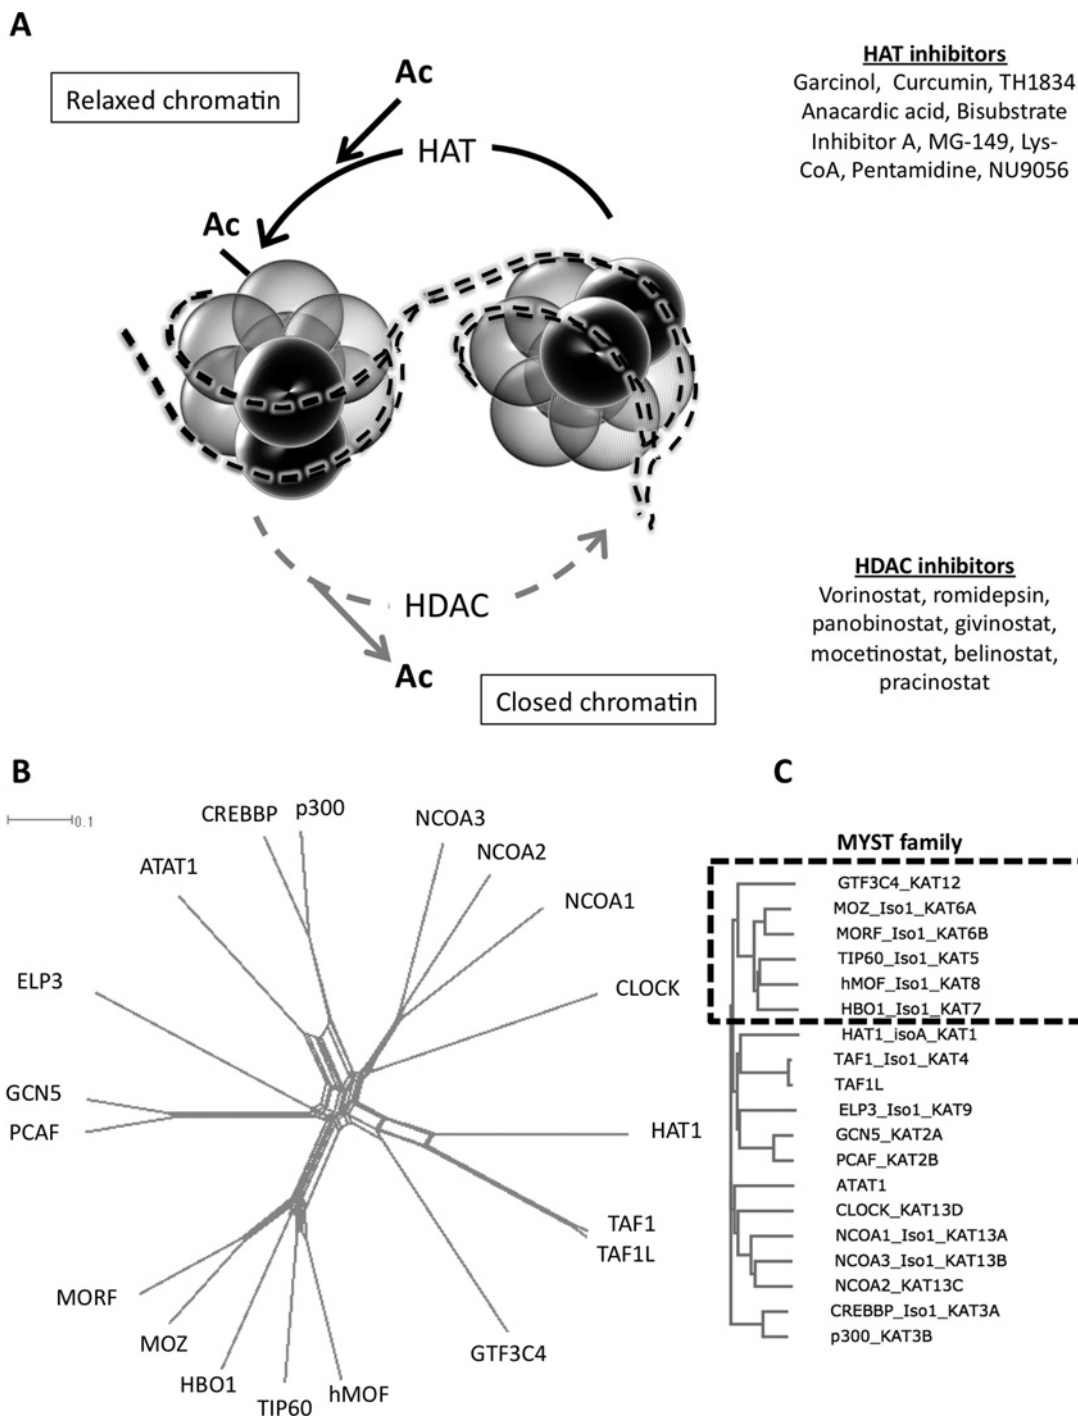 A
Relaxed chromatin
Ac
HAT
Ac
HAT inhibitors
Garcinol, Curcumin, TH1834
Anacardic acid, Bisubstrate
Inhibitor A, MG-149, Lys-
CoA, Pentamidine, NU9056
HDAC
Ac
Closed chromatin
HDAC inhibitors
Vorinostat, romidepsin,
panobinostat, givinostat,
mocetinostat, belinostat,
pracinostat
B
0.1
CREBBP
p300
NCOA3
NCOA2
ATAT1
NCOA1
ELP3
CLOCK
GCN5
PCAF
HAT1
TAF1
TAF1L
MORF
MOZ
GTF3C4
HBO1
TIP60
hMOF
C
MYST family
GTF3C4_KAT12
MOZ_Iso1_KAT6A
MORF_Iso1_KAT6B
TIP60_Iso1_KAT5
hMOF_Iso1_KAT8
HBO1_Iso1_KAT7
HAT1_isoA_KAT1
TAF1_Iso1_KAT4
TAF1L
ELP3_Iso1_KAT9
GCN5_KAT2A
PCAF_KAT2B
ATAT1
CLOCK_KAT13D
NCOA1_Iso1_KAT13A
NCOA3_Iso1_KAT13B
NCOA2_KAT13C
CREBBP_Iso1_KAT3A
p300_KAT3B